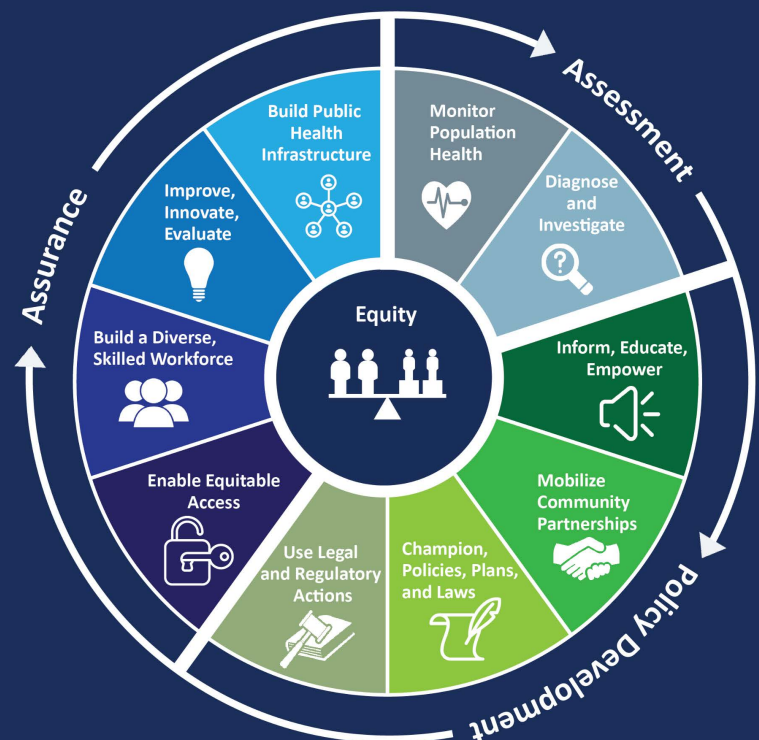 Assessment
Monitor
Population
Health
Diagnose
and
Investigate
?
Policy Development
Inform, Educate,
Empower
Mobilize
Community
Partnerships
Champion,
Policies, Plans,
and Laws
Use Legal
and Regulatory
Actions
Assurance
Enable Equitable
Access
Build a Diverse,
Skilled Workforce
Improve,
Innovate,
Evaluate
Build Public
Health
Infrastructure
Equity